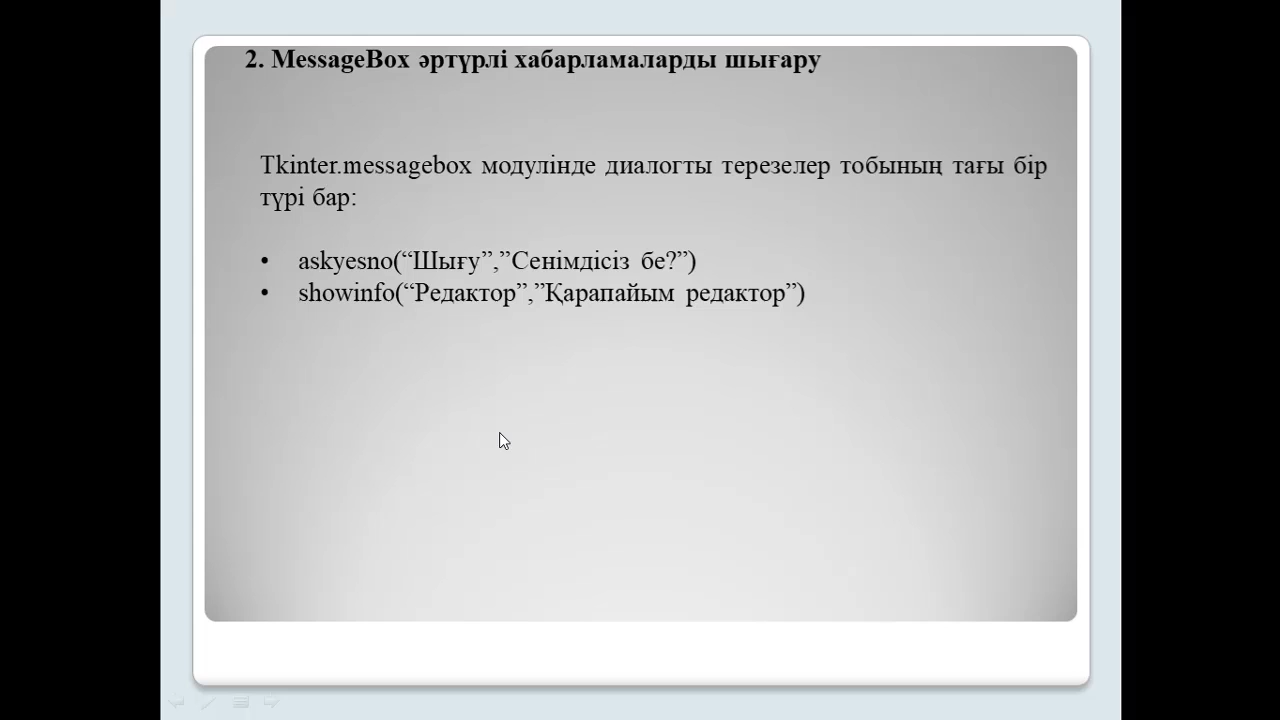 2. MessageBox әртүрлі хабарламаларды шығару
Tkinter.messagebox модулінде диалогты терезелер тобының тағы бір
түрі бар:
• askyesno(“Шығу”,”Сенімдісіз бе?”)
• showinfo(“Редактор”,”Қарапайым редактор”)